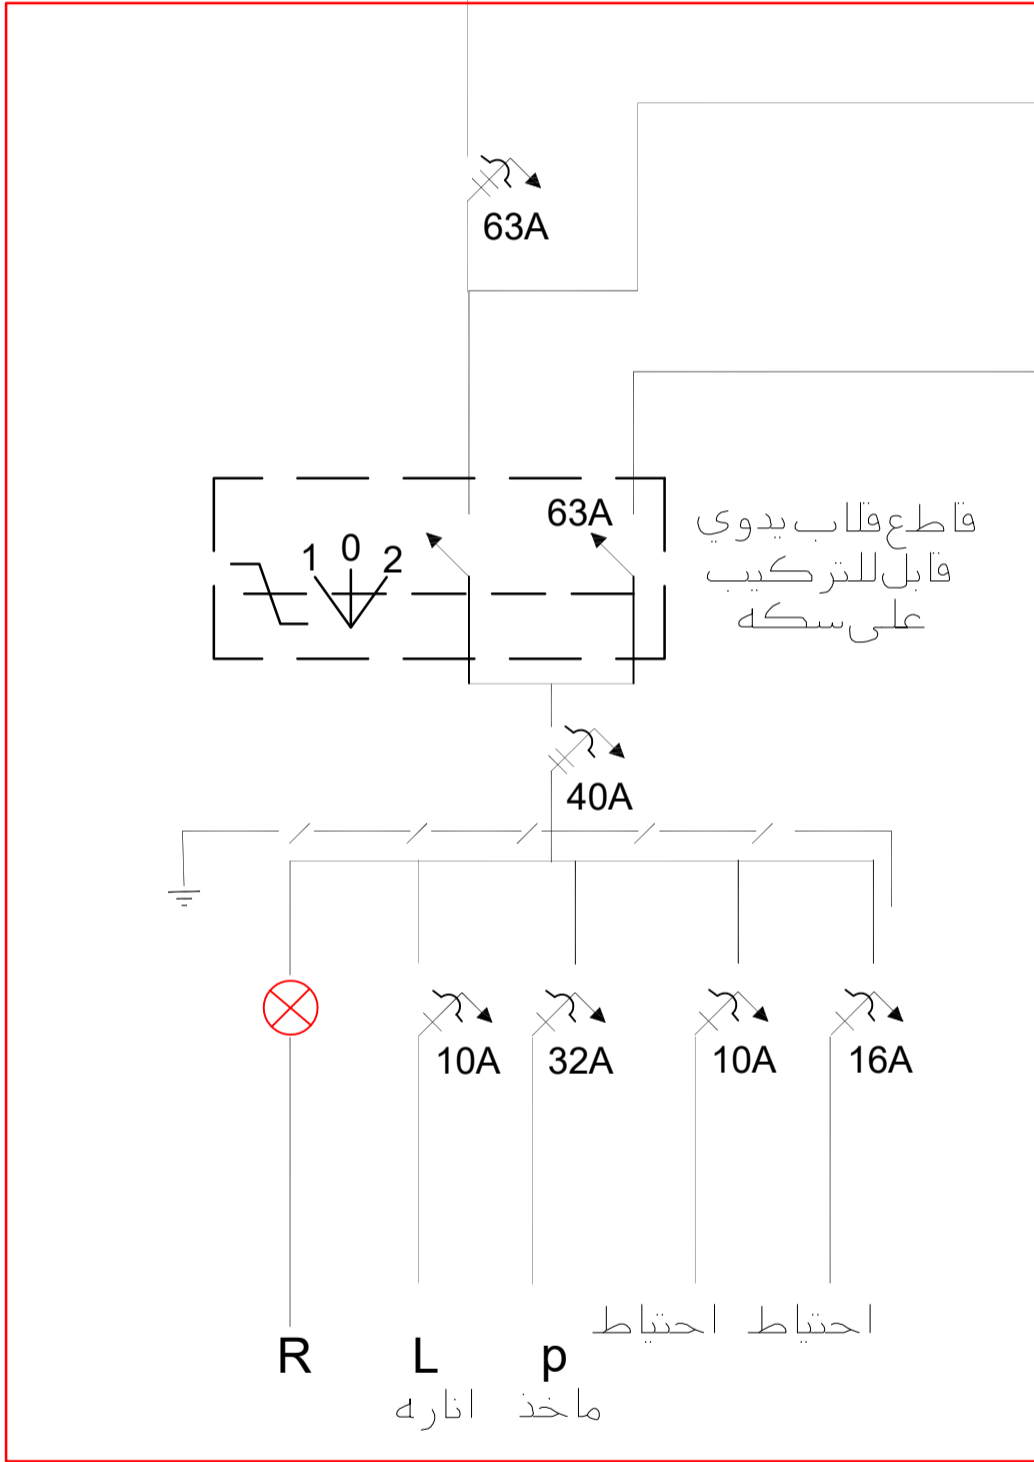 63A
63A
قاطع قلاب يدوي
قابل للتركيب
على سكه
1 0 2
40A
10A
32A
10A
16A
احتياط
احتياط
R
L
p
اناره
ماخذ